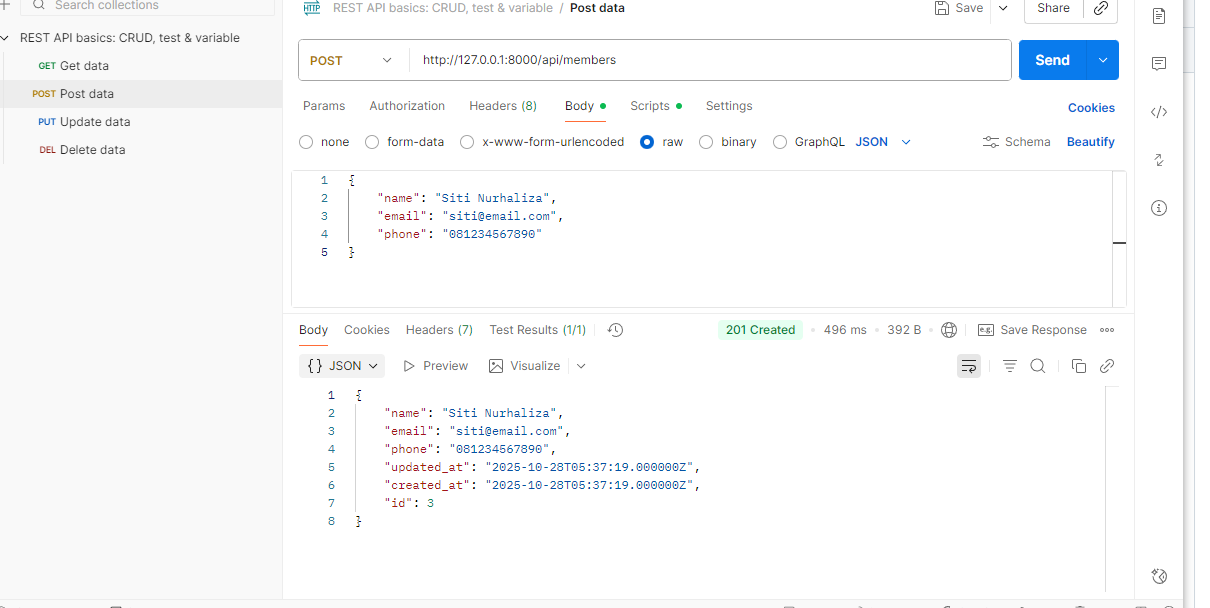 Search collections
HTTP REST API basics: CRUD, test & variable / Post data
Save
Share
REST API basics: CRUD, test & variable
GET Get data
POST Post data
PUT Update data
DEL Delete data
POST http://127.0.0.1:8000/api/members
Send
Params Authorization Headers (8) Body Scripts Settings
Cookies
none form-data x-www-form-urlencoded raw binary GraphQL JSON
Schema Beautify
1 {
2 "name": "Siti Nurhaliza",
3 "email": "siti@email.com",
4 "phone": "081234567890"
5 }
Body Cookies Headers (7) Test Results (1/1)
201 Created • 496 ms • 392 B •
e.g. Save Response
{} JSON Preview Visualize
1 {
2 "name": "Siti Nurhaliza",
3 "email": "siti@email.com",
4 "phone": "081234567890",
5 "updated_at": "2025-10-28T05:37:19.000000Z",
6 "created_at": "2025-10-28T05:37:19.000000Z",
7 "id": 3
8 }